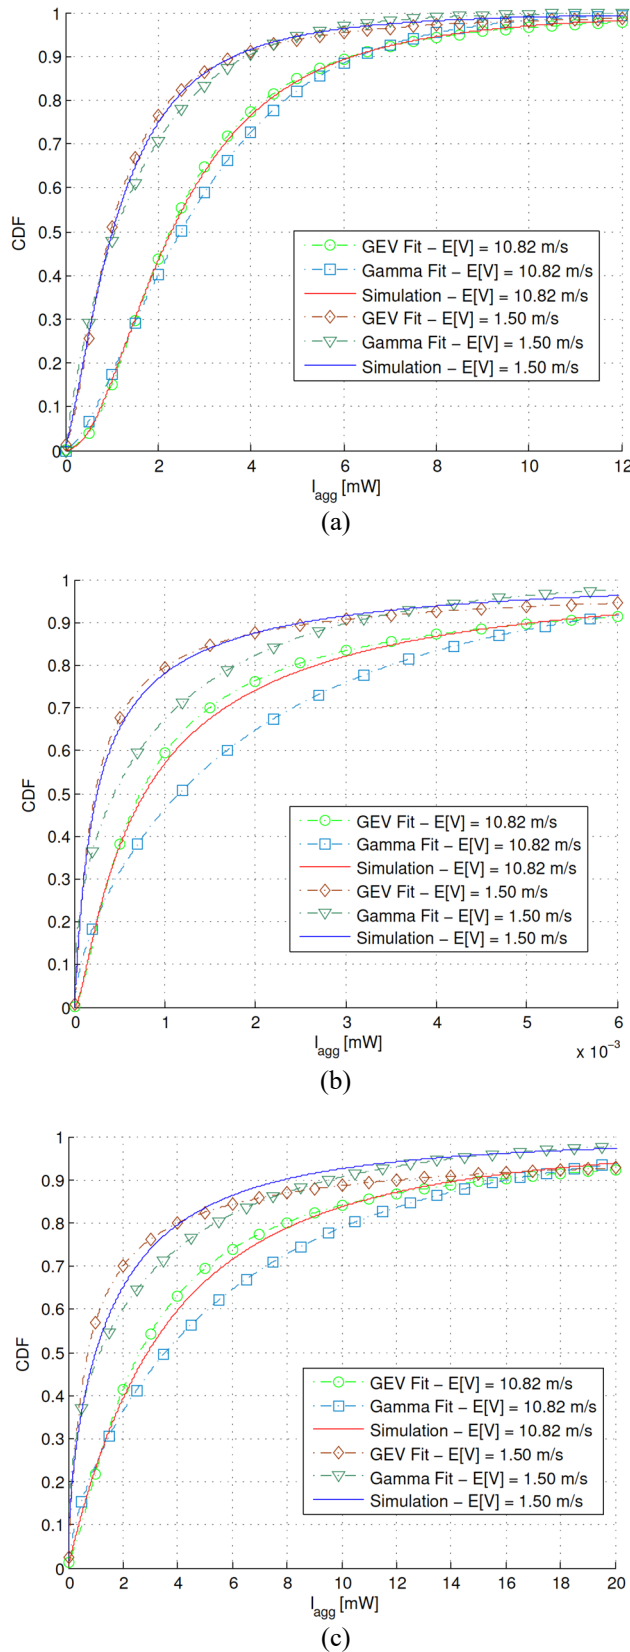 1
0.9
0.8
0.7
0.6
0.5
0.4
0.3
0.2
0.1
0
CDF
GEV Fit – E[V] = 10.82 m/s
Gamma Fit – E[V] = 10.82 m/s
Simulation – E[V] = 10.82 m/s
GEV Fit – E[V] = 1.50 m/s
Gamma Fit – E[V] = 1.50 m/s
Simulation – E[V] = 1.50 m/s
0 2 4 6 8 10 12
I_agg [mW]
(a)
1
0.9
0.8
0.7
0.6
0.5
0.4
0.3
0.2
0.1
0
CDF
GEV Fit – E[V] = 10.82 m/s
Gamma Fit – E[V] = 10.82 m/s
Simulation – E[V] = 10.82 m/s
GEV Fit – E[V] = 1.50 m/s
Gamma Fit – E[V] = 1.50 m/s
Simulation – E[V] = 1.50 m/s
0 1 2 3 4 5 6
I_agg [mW]
x 10⁻³
(b)
1
0.9
0.8
0.7
0.6
0.5
0.4
0.3
0.2
0.1
0
CDF
GEV Fit – E[V] = 10.82 m/s
Gamma Fit – E[V] = 10.82 m/s
Simulation – E[V] = 10.82 m/s
GEV Fit – E[V] = 1.50 m/s
Gamma Fit – E[V] = 1.50 m/s
Simulation – E[V] = 1.50 m/s
0 2 4 6 8 10 12 14 16 18 20
I_agg [mW]
(c)